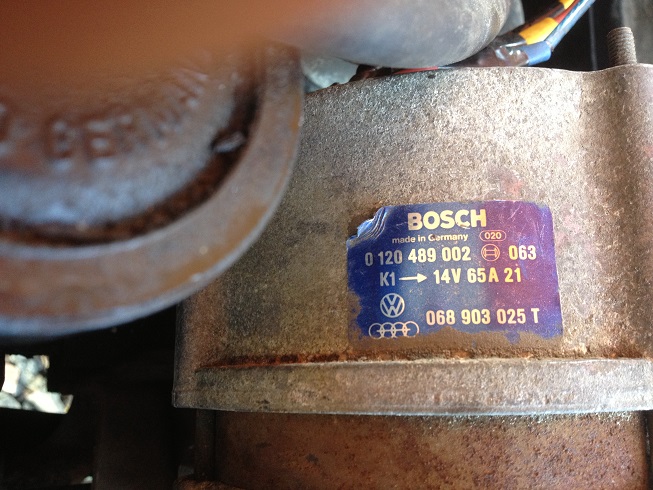 BOSCH
made in Germany 020
0 120 489 002 063
K1 → 14V 65A 21
068 903 025 T